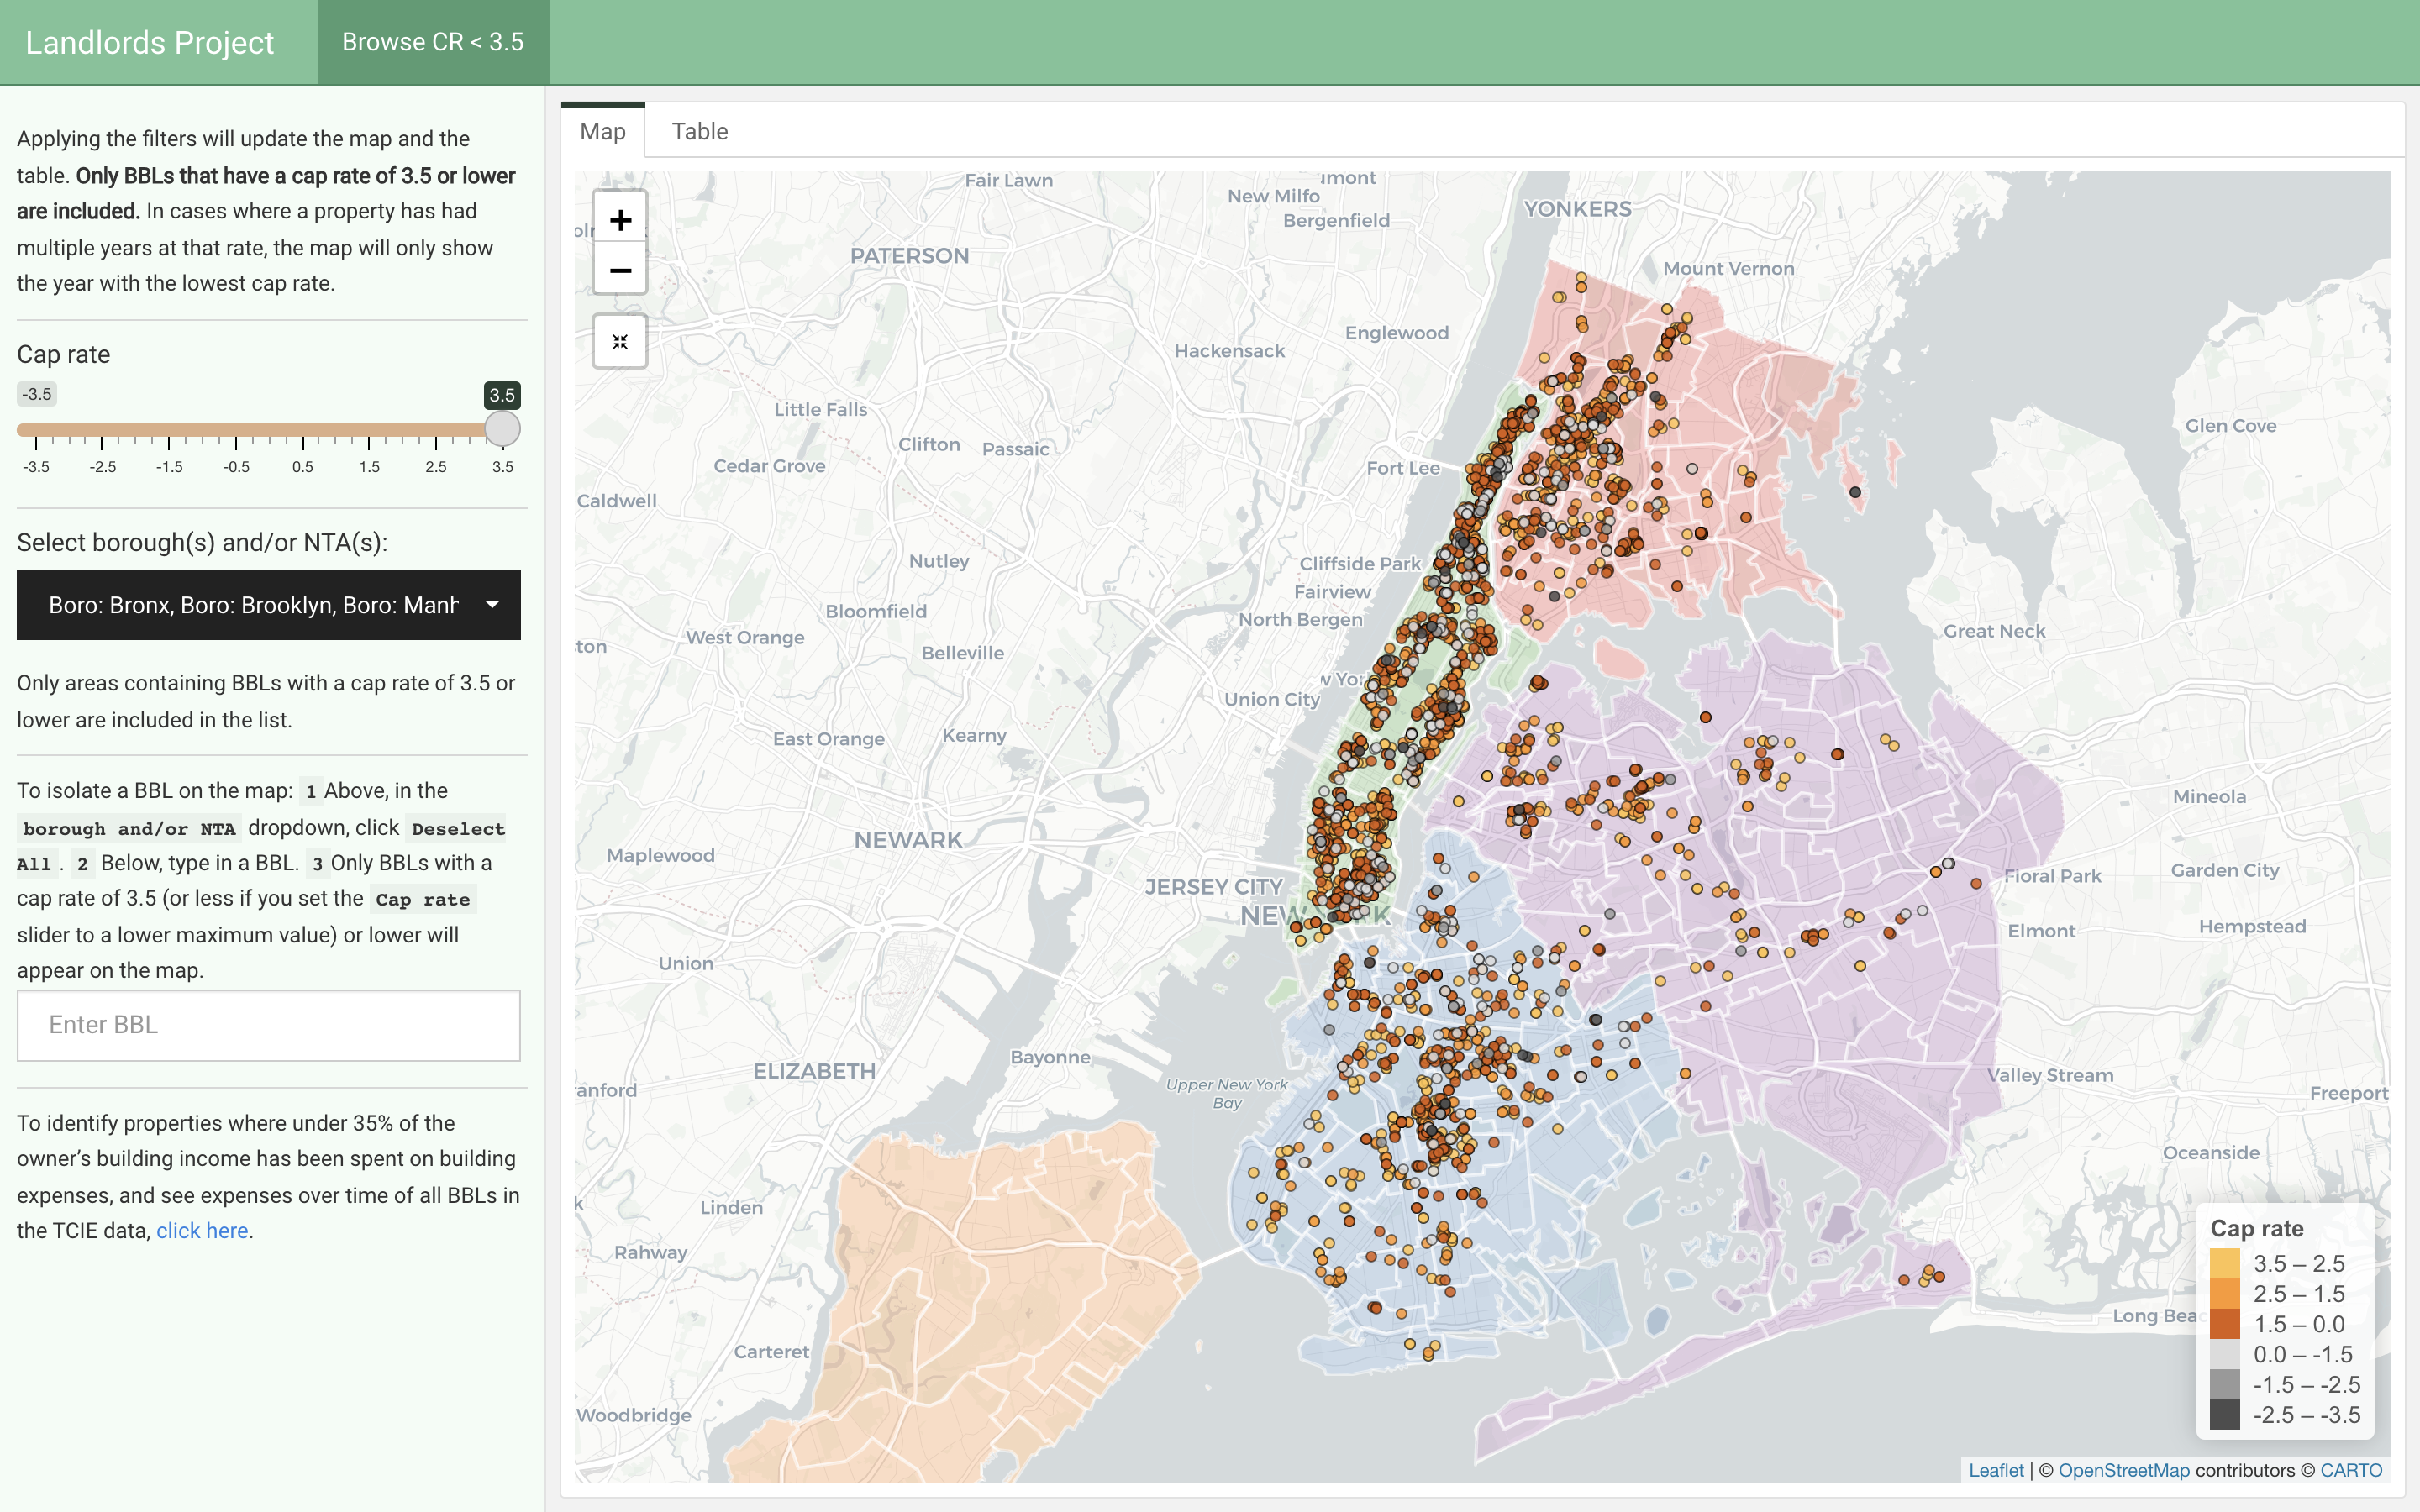 Landlords Project
Browse CR < 3.5
Applying the filters will update the map and the
table. Only BBLs that have a cap rate of 3.5 or lower
are included. In cases where a property has had
multiple years at that rate, the map will only show
the year with the lowest cap rate.
Cap rate
-3.5
3.5
-3.5 -2.5 -1.5 -0.5 0.5 1.5 2.5 3.5
Select borough(s) and/or NTA(s):
Boro: Bronx, Boro: Brooklyn, Boro: Manh
Only areas containing BBLs with a cap rate of 3.5 or
lower are included in the list.
To isolate a BBL on the map: 1 Above, in the
borough and/or NTA dropdown, click Deselect
All . 2 Below, type in a BBL. 3 Only BBLs with a
cap rate of 3.5 (or less if you set the Cap rate
slider to a lower maximum value) or lower will
appear on the map.
Enter BBL
To identify properties where under 35% of the
owner's building income has been spent on building
expenses, and see expenses over time of all BBLs in
the TCIE data, click here.
Map
Table
+
−
Fair Lawn
New Milfo
Bergenfield
YONKERS
PATERSON
Mount Vernon
Englewood
Hackensack
Little Falls
Glen Cove
Clifton
Passaic
Cedar Grove
Fort Lee
Caldwell
Nutley
Cliffside Park
Fairview
Bloomfield
North Bergen
Great Neck
West Orange
Belleville
Union City
East Orange
Kearny
Mineola
NEWARK
Maplewood
Garden City
Floral Park
JERSEY CITY
Hempstead
Elmont
Union
Bayonne
ELIZABETH
Upper New York
Bay
Valley Stream
Freeport
Oceanside
Linden
Rahway
Long Beac
Carteret
Woodbridge
Cap rate
3.5 – 2.5
2.5 – 1.5
1.5 – 0.0
0.0 – -1.5
-1.5 – -2.5
-2.5 – -3.5
Leaflet | © OpenStreetMap contributors © CARTO